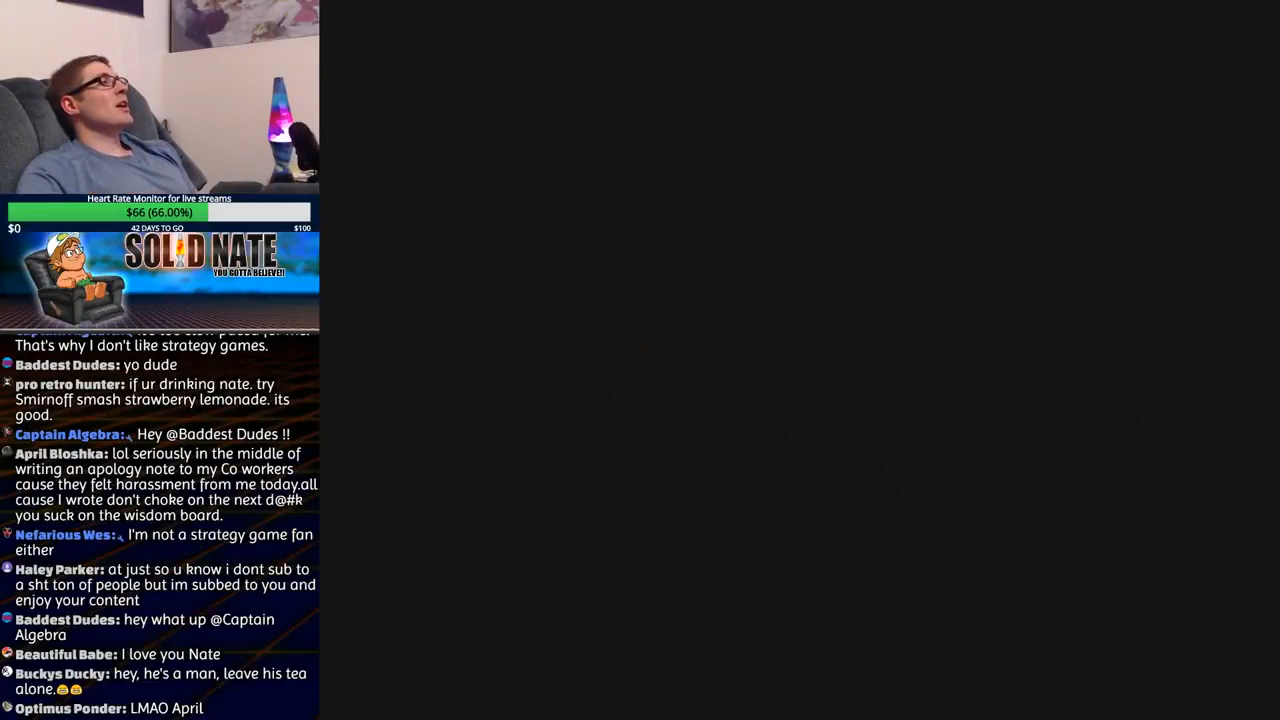 Heart Rate Monitor for live streams
$66 (66.00%)
$0 42 DAYS TO GO $100
SOLID NATE
YOU GOTTA BELIEVE!!
That's why I don't like strategy games.
Baddest Dudes: yo dude
pro retro hunter: if ur drinking nate. try
Smirnoff smash strawberry lemonade. its
good.
Captain Algebra: Hey @Baddest Dudes !!
April Bloshka: lol seriously in the middle of
writing an apology note to my Co workers
cause they felt harassment from me today.all
cause I wrote don't choke on the next d@#k
you suck on the wisdom board.
Nefarious Wes: I'm not a strategy game fan
either
Haley Parker: at just so u know i dont sub to
a sht ton of people but im subbed to you and
enjoy your content
Baddest Dudes: hey what up @Captain
Algebra
Beautiful Babe: I love you Nate
Buckys Ducky: hey, he's a man, leave his tea
alone.😂😂
Optimus Ponder: LMAO April